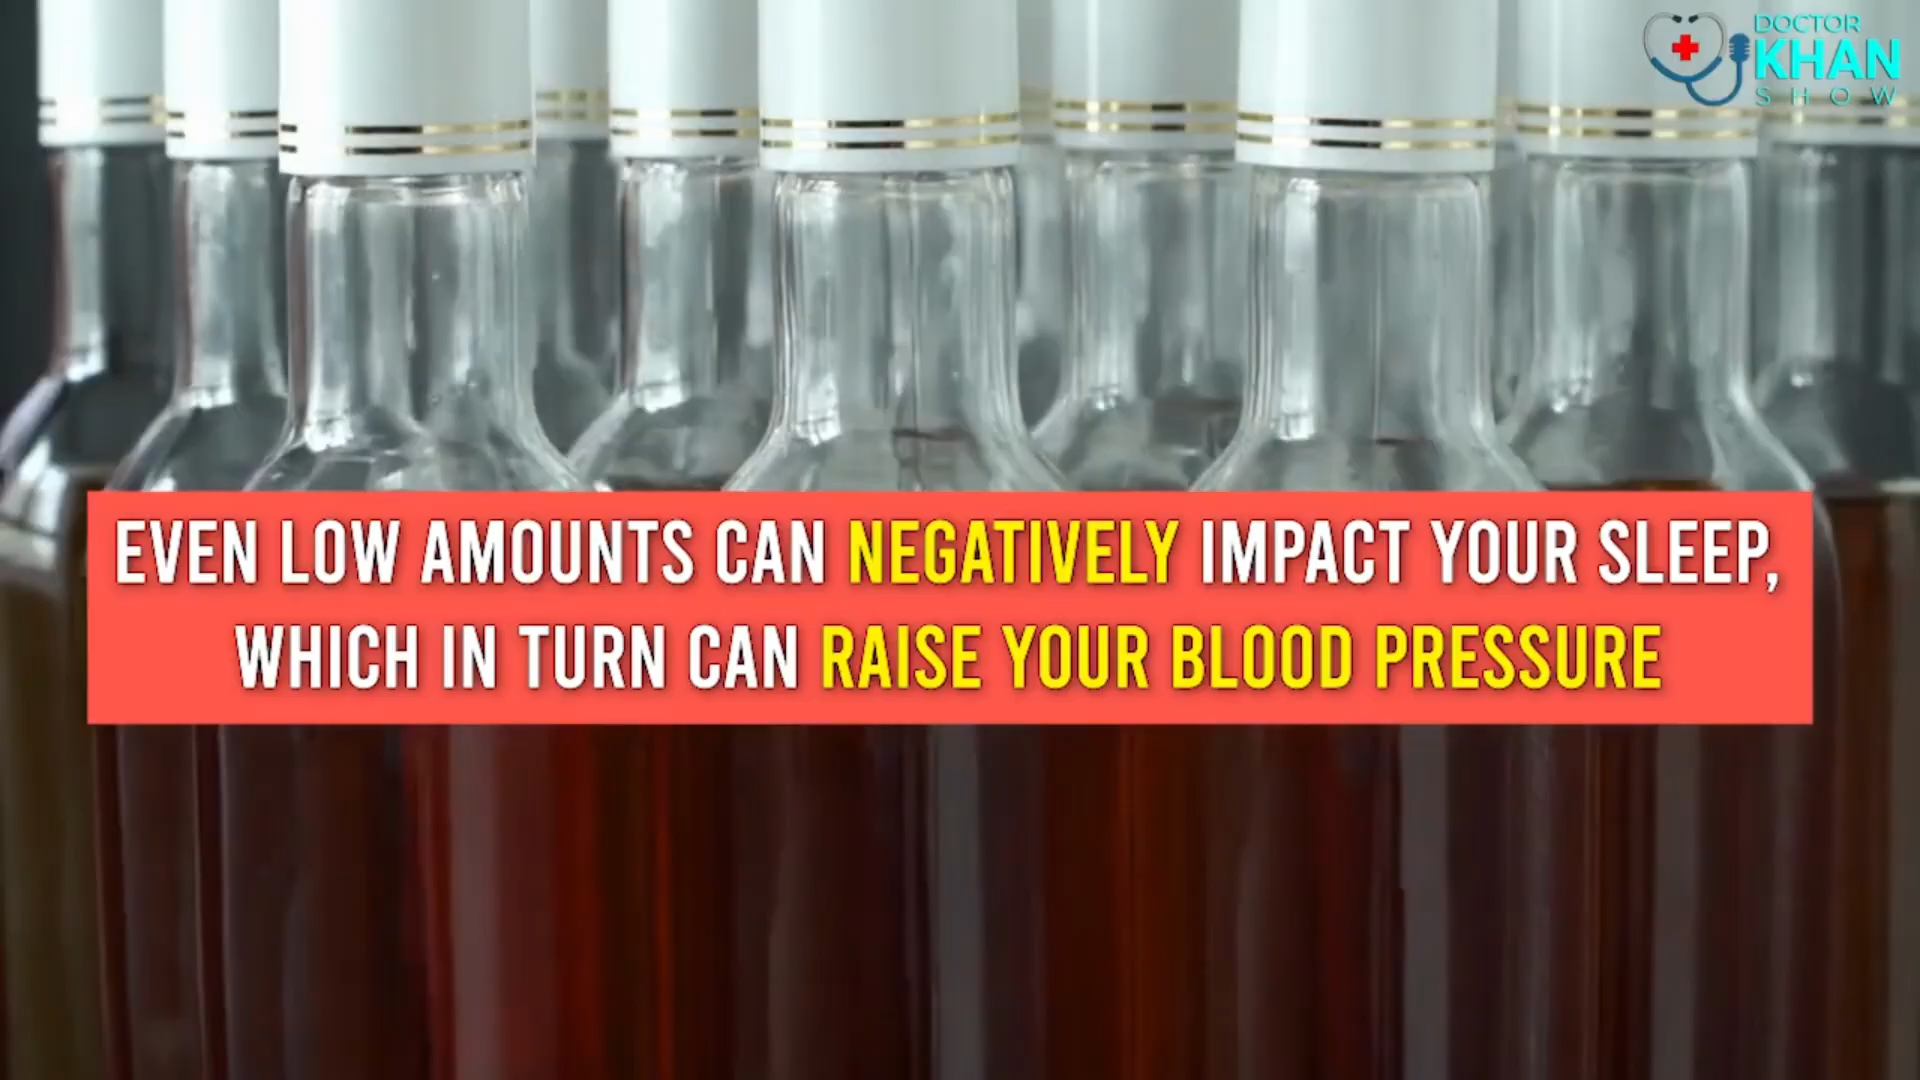 DOCTOR
KHAN
SHOW
EVEN LOW AMOUNTS CAN NEGATIVELY IMPACT YOUR SLEEP,
WHICH IN TURN CAN RAISE YOUR BLOOD PRESSURE